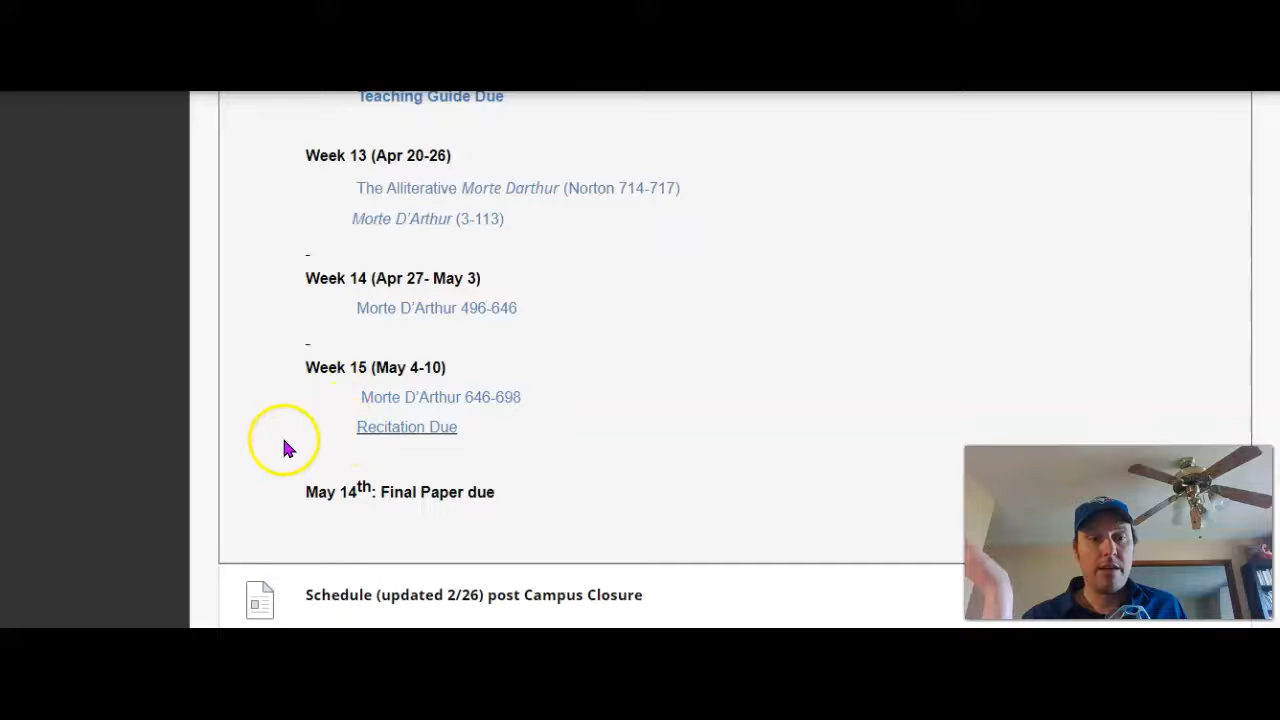 Teaching Guide Due
Week 13 (Apr 20-26)
The Alliterative Morte Darthur (Norton 714-717)
Morte D’Arthur (3-113)
-
Week 14 (Apr 27- May 3)
Morte D’Arthur 496-646
-
Week 15 (May 4-10)
Morte D’Arthur 646-698
Recitation Due
May 14th: Final Paper due
Schedule (updated 2/26) post Campus Closure